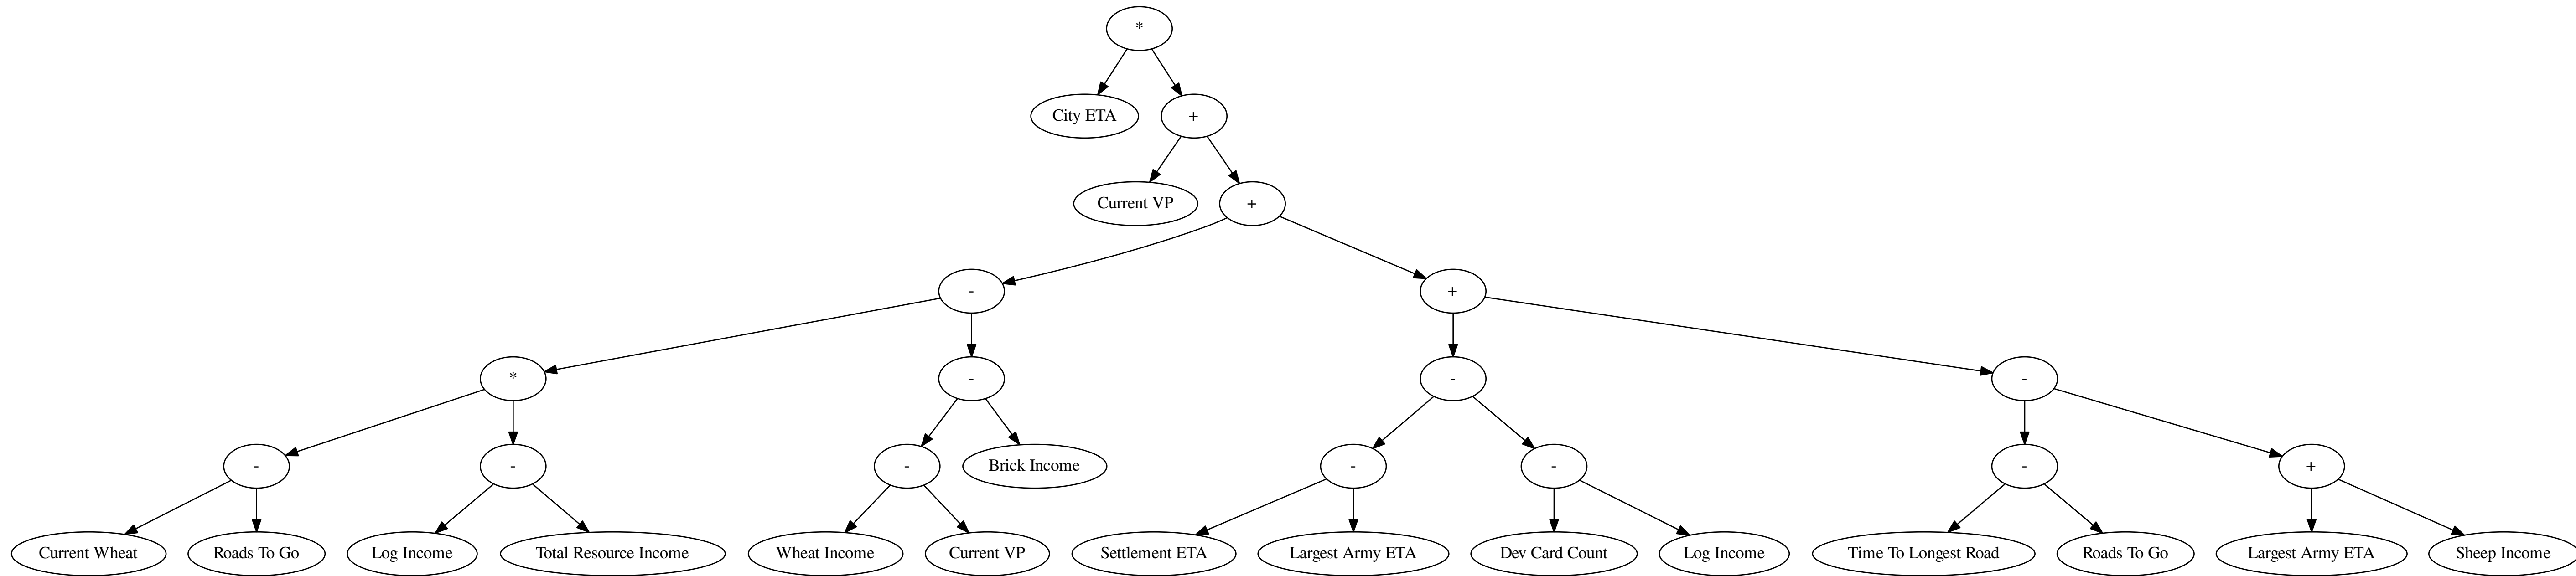 *
City ETA
+
Current VP
+
-
+
*
-
-
-
-
-
-
Brick Income
-
-
-
+
Current Wheat
Roads To Go
Log Income
Total Resource Income
Wheat Income
Current VP
Settlement ETA
Largest Army ETA
Dev Card Count
Log Income
Time To Longest Road
Roads To Go
Largest Army ETA
Sheep Income